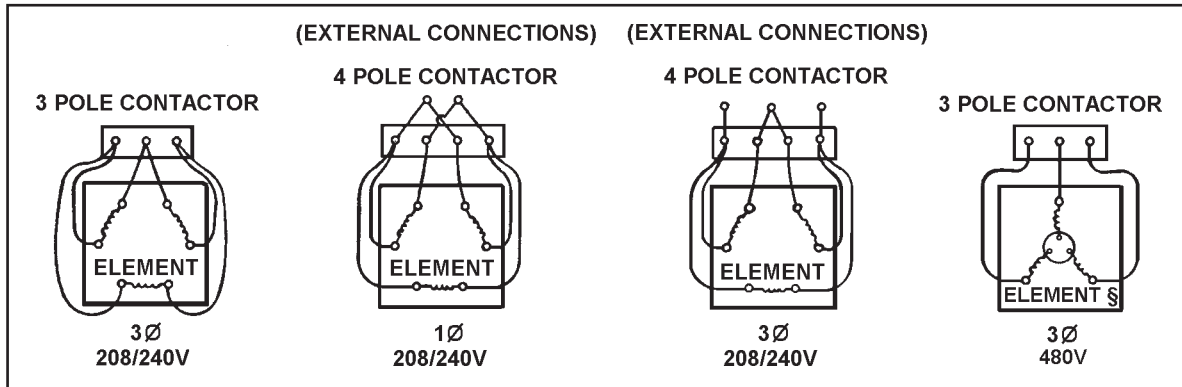 (EXTERNAL CONNECTIONS) (EXTERNAL CONNECTIONS)
4 POLE CONTACTOR 4 POLE CONTACTOR
3 POLE CONTACTOR 3 POLE CONTACTOR
ELEMENT ELEMENT ELEMENT ELEMENT §
3Ø 1Ø 3Ø 3Ø
208/240V 208/240V 208/240V 480V